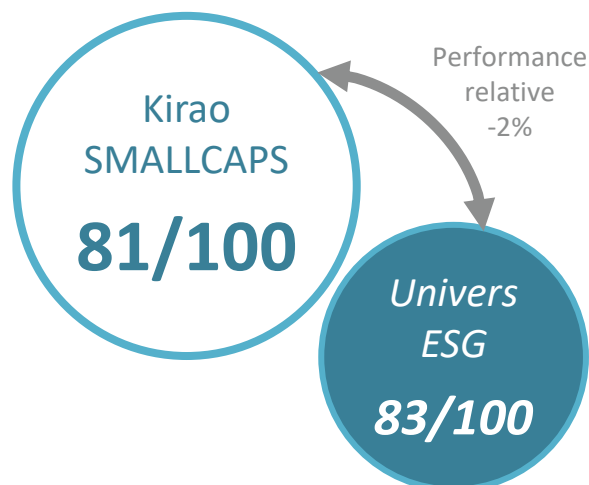 Kirao
SMALLCAPS
81/100
Performance
relative
-2%
Univers
ESG
83/100